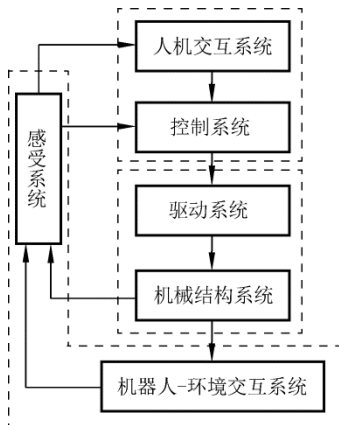 人机交互系统
控制系统
感受系统
驱动系统
机械结构系统
机器人-环境交互系统